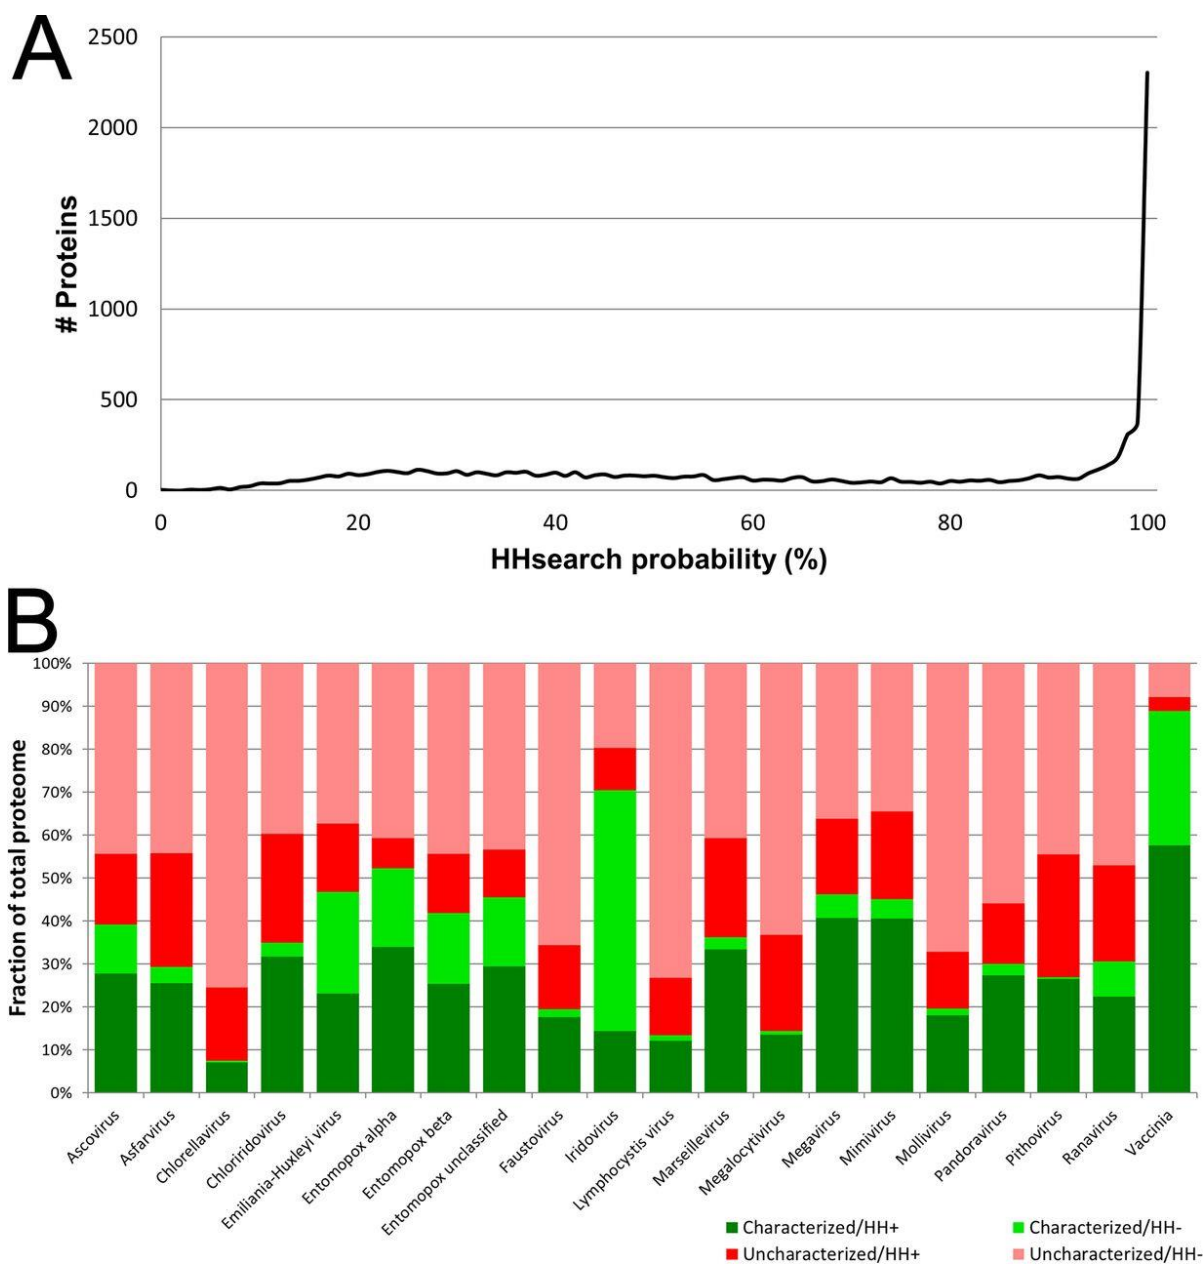 A
2500
2000
1500
1000
500
0
# Proteins
0 20 40 60 80 100
HHsearch probability (%)
B
100%
90%
80%
70%
60%
50%
40%
30%
20%
10%
0%
Fraction of total proteome
Ascovirus
Asfarvirus
Chlorellavirus
Chloriridovirus
Emiliania-Huxleyi virus
Entomopox alpha
Entomopox beta
Entomopox unclassified
Faustovirus
Iridovirus
Lymphocystis virus
Marseillevirus
Megalocytivirus
Megavirus
Mimivirus
Mollivirus
Pandoravirus
Pithovirus
Ranavirus
Vaccinia
Characterized/HH+ Characterized/HH-
Uncharacterized/HH+ Uncharacterized/HH-